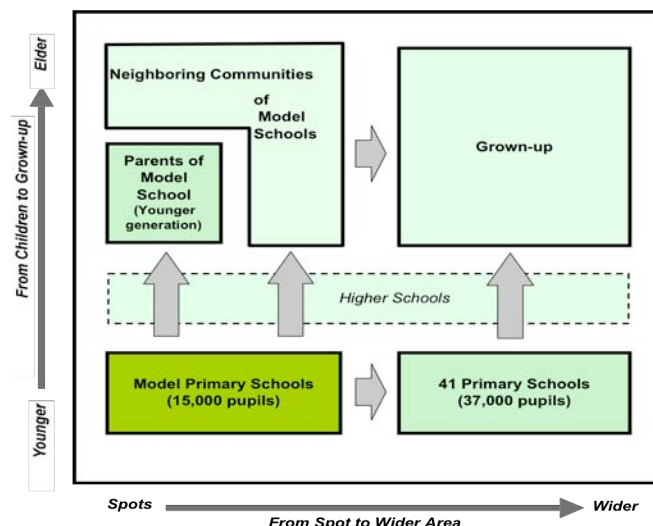 Elder
From Children to Grown-up
Younger
Neighboring Communities
of
Model
Schools
Parents of
Model
School
(Younger
generation)
Grown-up
Higher Schools
Model Primary Schools
(15,000 pupils)
41 Primary Schools
(37,000 pupils)
Spots
Wider
From Spot to Wider Area